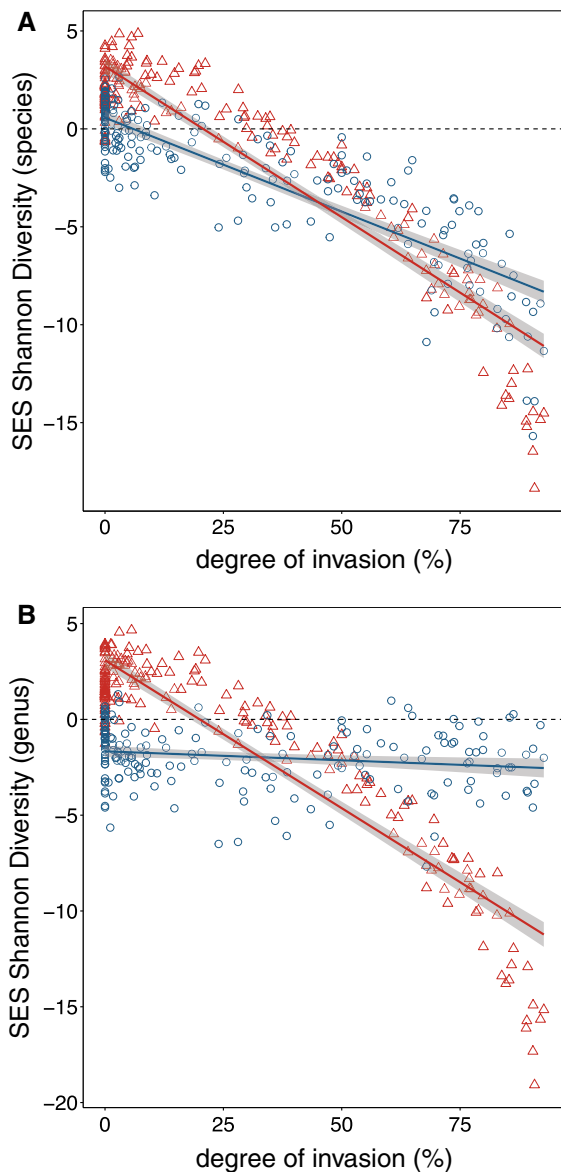 A
SES Shannon Diversity (species)
5
0
−5
−10
−15
0 25 50 75
degree of invasion (%)
B
SES Shannon Diversity (genus)
5
0
−5
−10
−15
−20
0 25 50 75
degree of invasion (%)